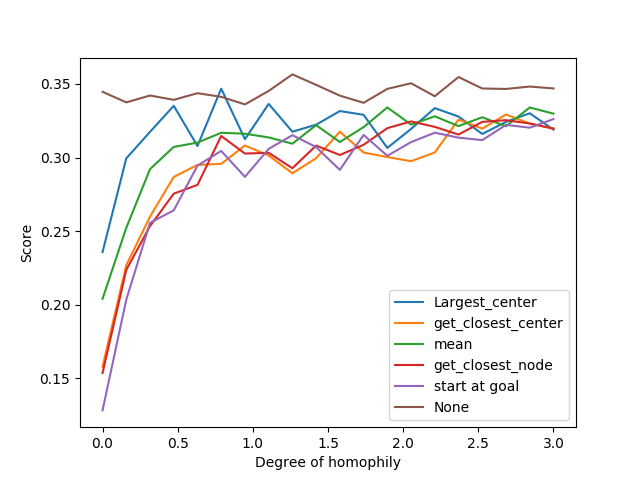 0.35
0.30
0.25
0.20
0.15
Score
0.0
0.5
1.0
1.5
2.0
2.5
3.0
Degree of homophily
Largest_center
get_closest_center
mean
get_closest_node
start at goal
None